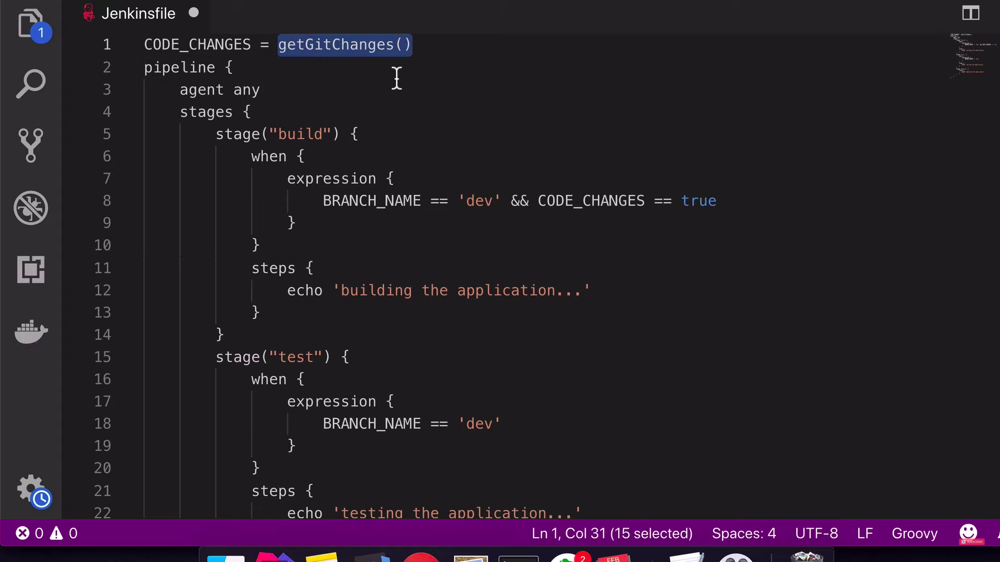 1
Jenkinsfile
1 CODE_CHANGES = getGitChanges()
2 pipeline {
3 agent any
4 stages {
5 stage("build") {
6 when {
7 expression {
8 BRANCH_NAME == 'dev' && CODE_CHANGES == true
9 }
10 }
11 steps {
12 echo 'building the application...'
13 }
14 }
15 stage("test") {
16 when {
17 expression {
18 BRANCH_NAME == 'dev'
19 }
20 }
21 steps {
22 echo 'testing the application...'
0 0 Ln 1, Col 31 (15 selected) Spaces: 4 UTF-8 LF Groovy
SUBSCRIBE
2
FEB